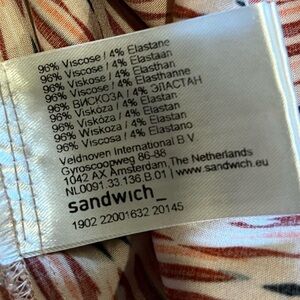 96% Viscose / 4% Elastane
96% Viscose / 4% Elastaan
96% Viskose / 4% Elasthan
96% Viscose / 4% Elasthanne
96% ВИСКОЗА / 4% ЭЛАСТАН
96% Viskóza / 4% Elastan
96% Viskóza / 4% Elastan
96% Wiskoza / 4% Elastan
96% Viscosa / 4% Elastano
Veldhoven International B.V.
Gyroscoopweg 86-88
1042 AX Amsterdam The Netherlands
NL0091.33.136.B.01 | www.sandwich.eu
sandwich_
1902 22001632 20145